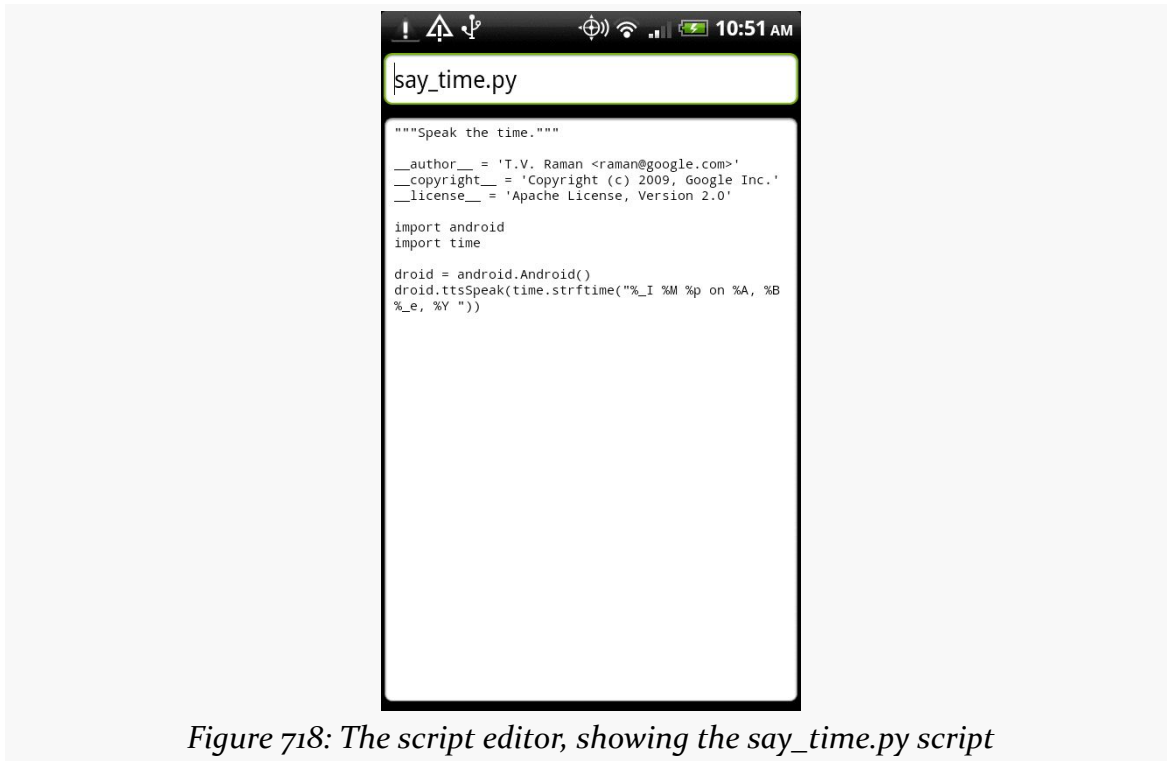 10:51 AM
say_time.py
"""Speak the time."""
__author__ = 'T.V. Raman <raman@google.com>'
__copyright__ = 'Copyright (c) 2009, Google Inc.'
__license__ = 'Apache License, Version 2.0'
import android
import time
droid = android.Android()
droid.ttsSpeak(time.strftime("%_I %M %p on %A, %B
%_e, %Y "))
Figure 718: The script editor, showing the say_time.py script